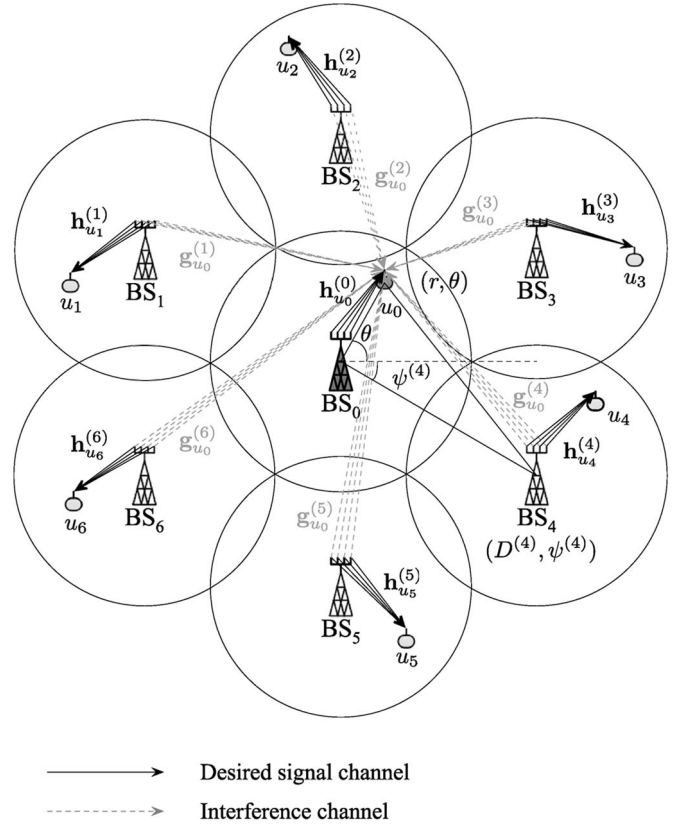 u₂
𝐡_{u₂}^{(2)}
BS₂
𝐠_{u₀}^{(2)}
𝐡_{u₁}^{(1)}
u₁
BS₁
𝐠_{u₀}^{(1)}
𝐠_{u₀}^{(3)}
𝐡_{u₃}^{(3)}
BS₃
u₃
𝐡_{u₀}^{(0)}
u₀
(r, θ)
θ
BS₀
ψ^{(4)}
𝐠_{u₀}^{(4)}
u₄
𝐡_{u₄}^{(4)}
BS₄
(D^{(4)}, ψ^{(4)})
𝐡_{u₆}^{(6)}
u₆
BS₆
𝐠_{u₀}^{(6)}
𝐠_{u₀}^{(5)}
𝐡_{u₅}^{(5)}
BS₅
u₅
Desired signal channel
Interference channel